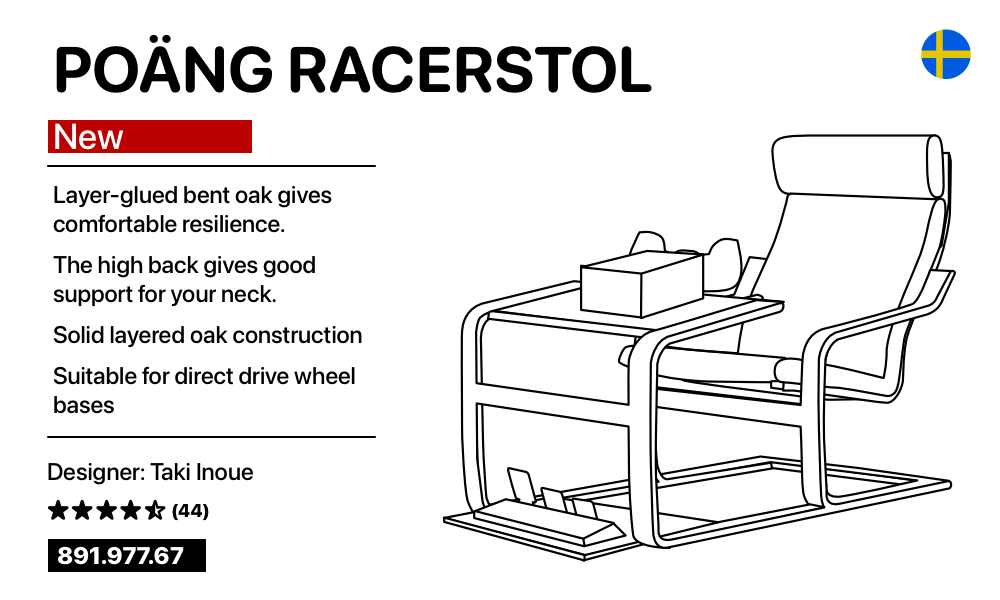 POÄNG RACERSTOL
New
Layer-glued bent oak gives
comfortable resilience.
The high back gives good
support for your neck.
Solid layered oak construction
Suitable for direct drive wheel
bases
Designer: Taki Inoue
(44)
891.977.67